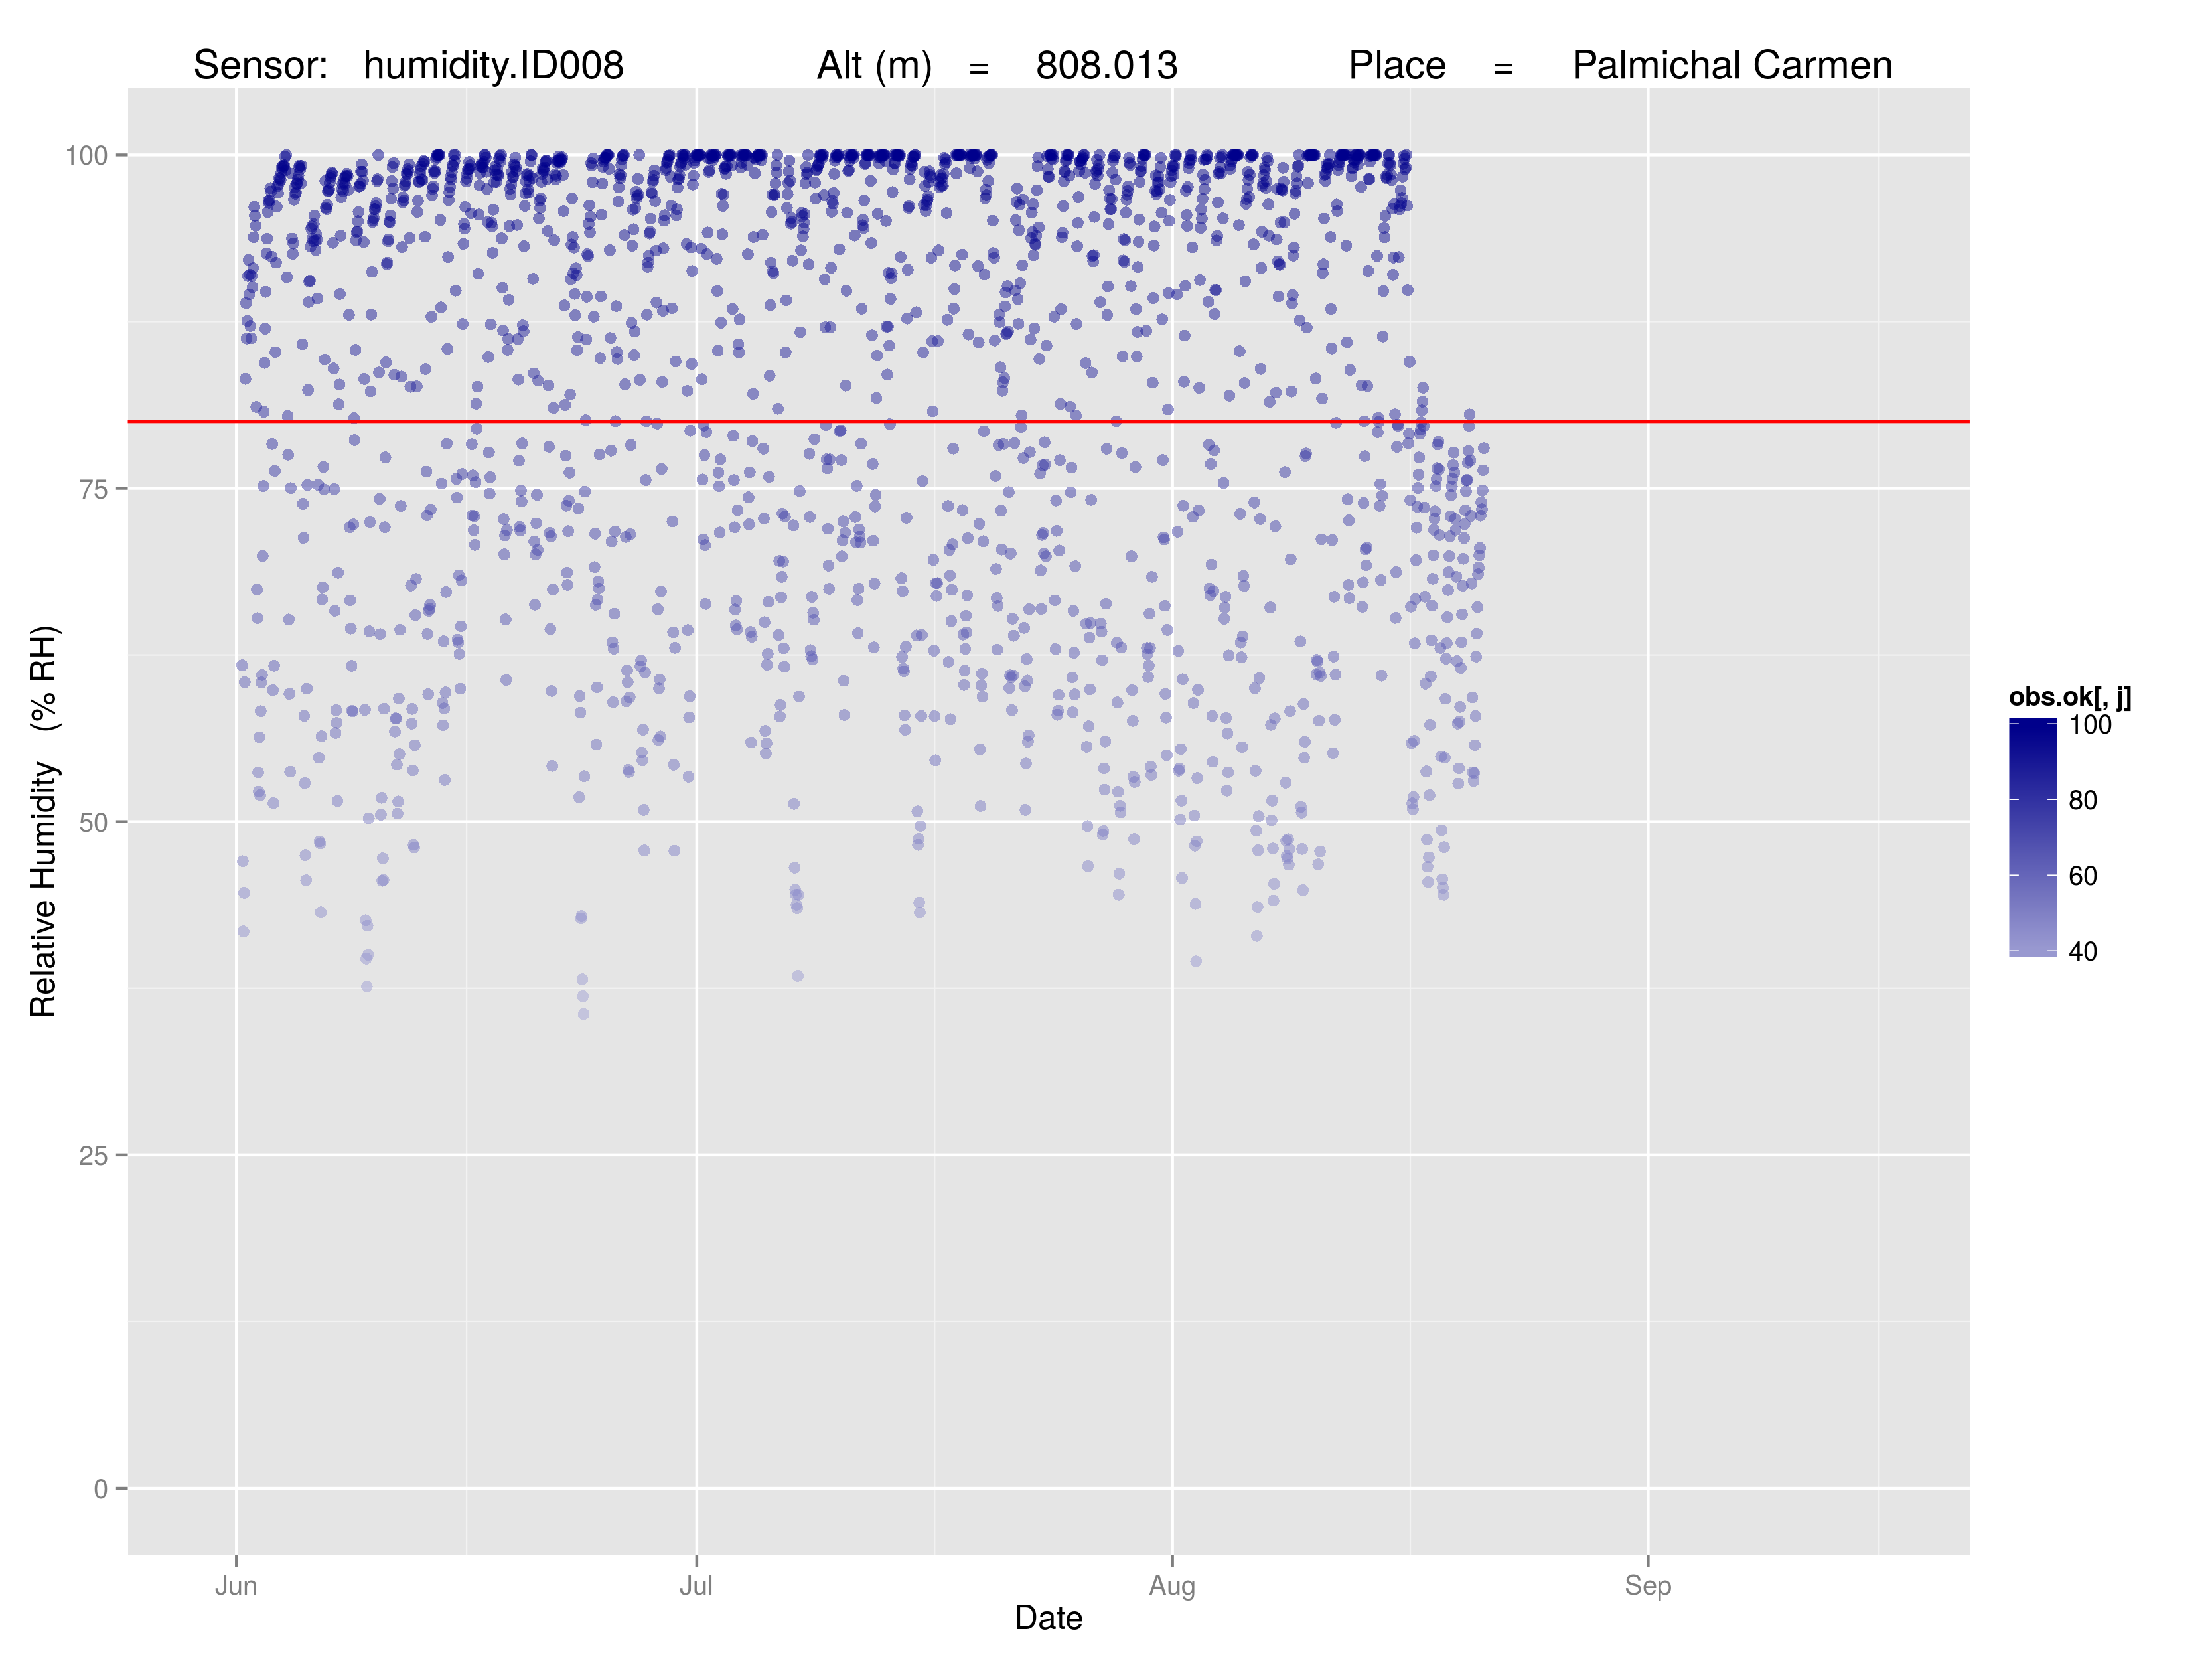 Sensor: humidity.ID008 Alt (m) = 808.013 Place = Palmichal Carmen
Relative Humidity (% RH)
100
75
50
25
0
Jun Jul Aug Sep
Date
obs.ok[, j]
100
80
60
40